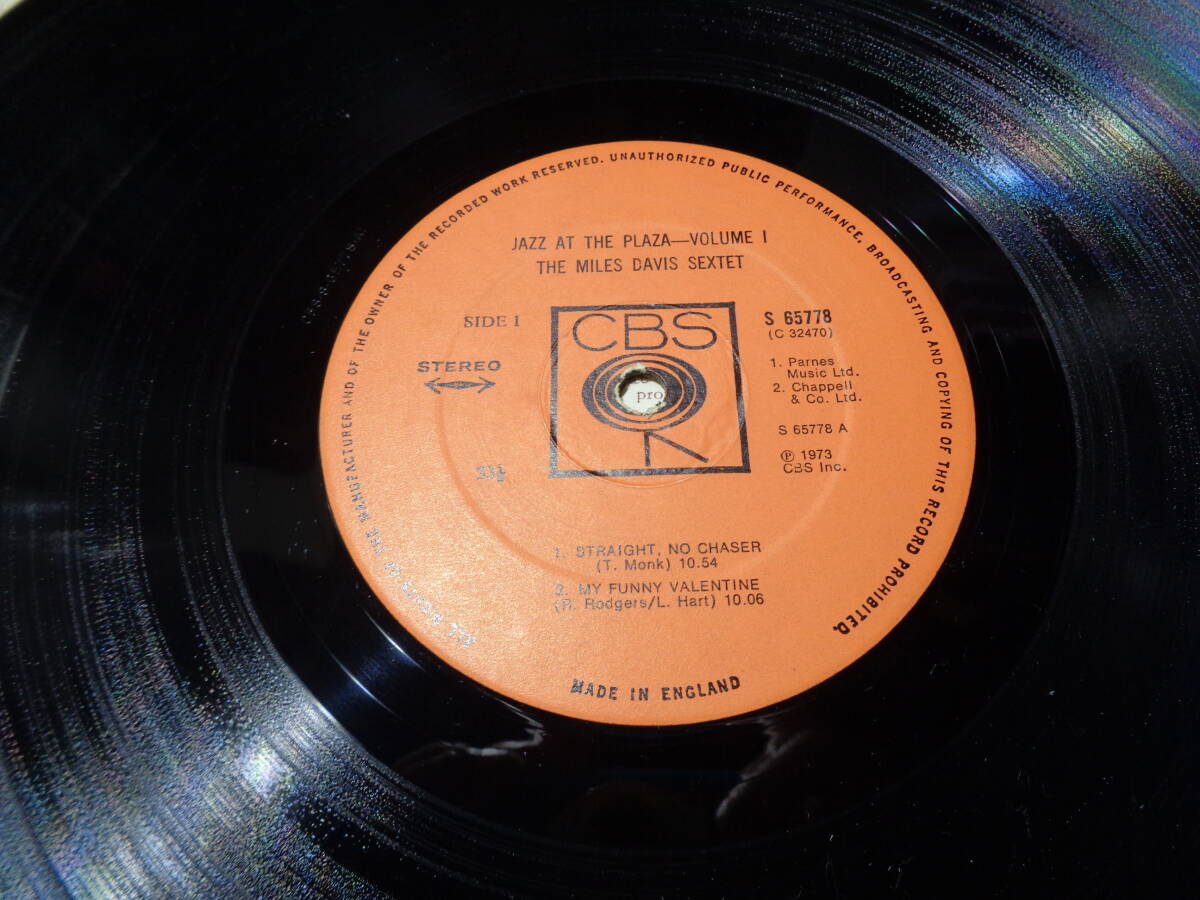 ALL RIGHTS OF THE MANUFACTURER AND OF THE OWNER OF THE RECORDED WORK RESERVED. UNAUTHORIZED PUBLIC PERFORMANCE, BROADCASTING AND COPYING OF THIS RECORD PROHIBITED.
JAZZ AT THE PLAZA—VOLUME I
THE MILES DAVIS SEXTET
SIDE 1
STEREO
33⅓
CBS
pro
S 65778
(C 32470)
1. Parnes
Music Ltd.
2. Chappell
& Co. Ltd.
S 65778 A
Ⓟ 1973
CBS Inc.
1. STRAIGHT, NO CHASER
(T. Monk) 10.54
2. MY FUNNY VALENTINE
(R. Rodgers/L. Hart) 10.06
MADE IN ENGLAND